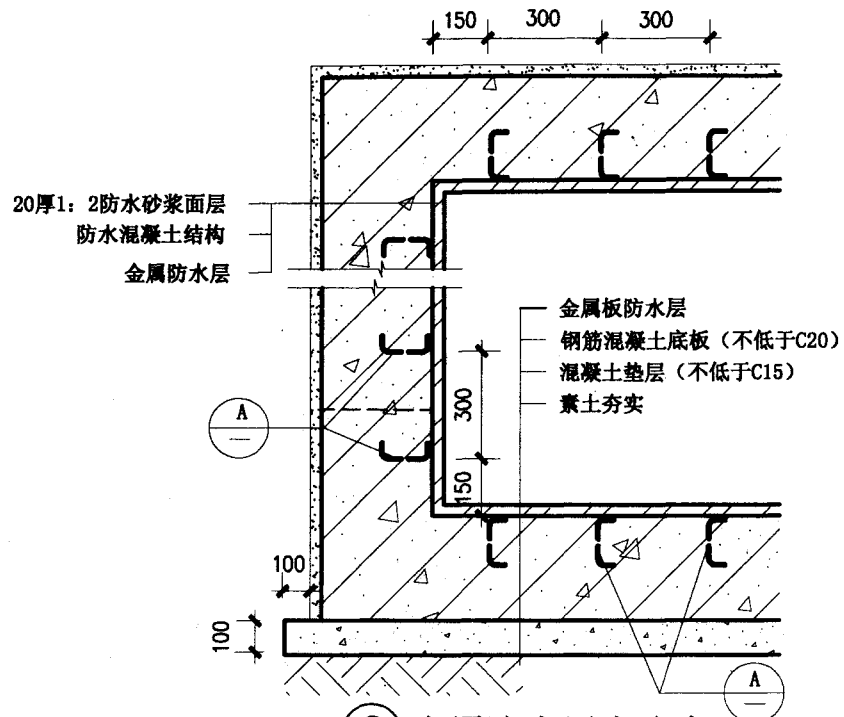 150
300
300
20厚1：2防水砂浆面层
防水混凝土结构
金属防水层
金属板防水层
钢筋混凝土底板（不低于C20）
混凝土垫层（不低于C15）
素土夯实
A
300
150
100
100
A